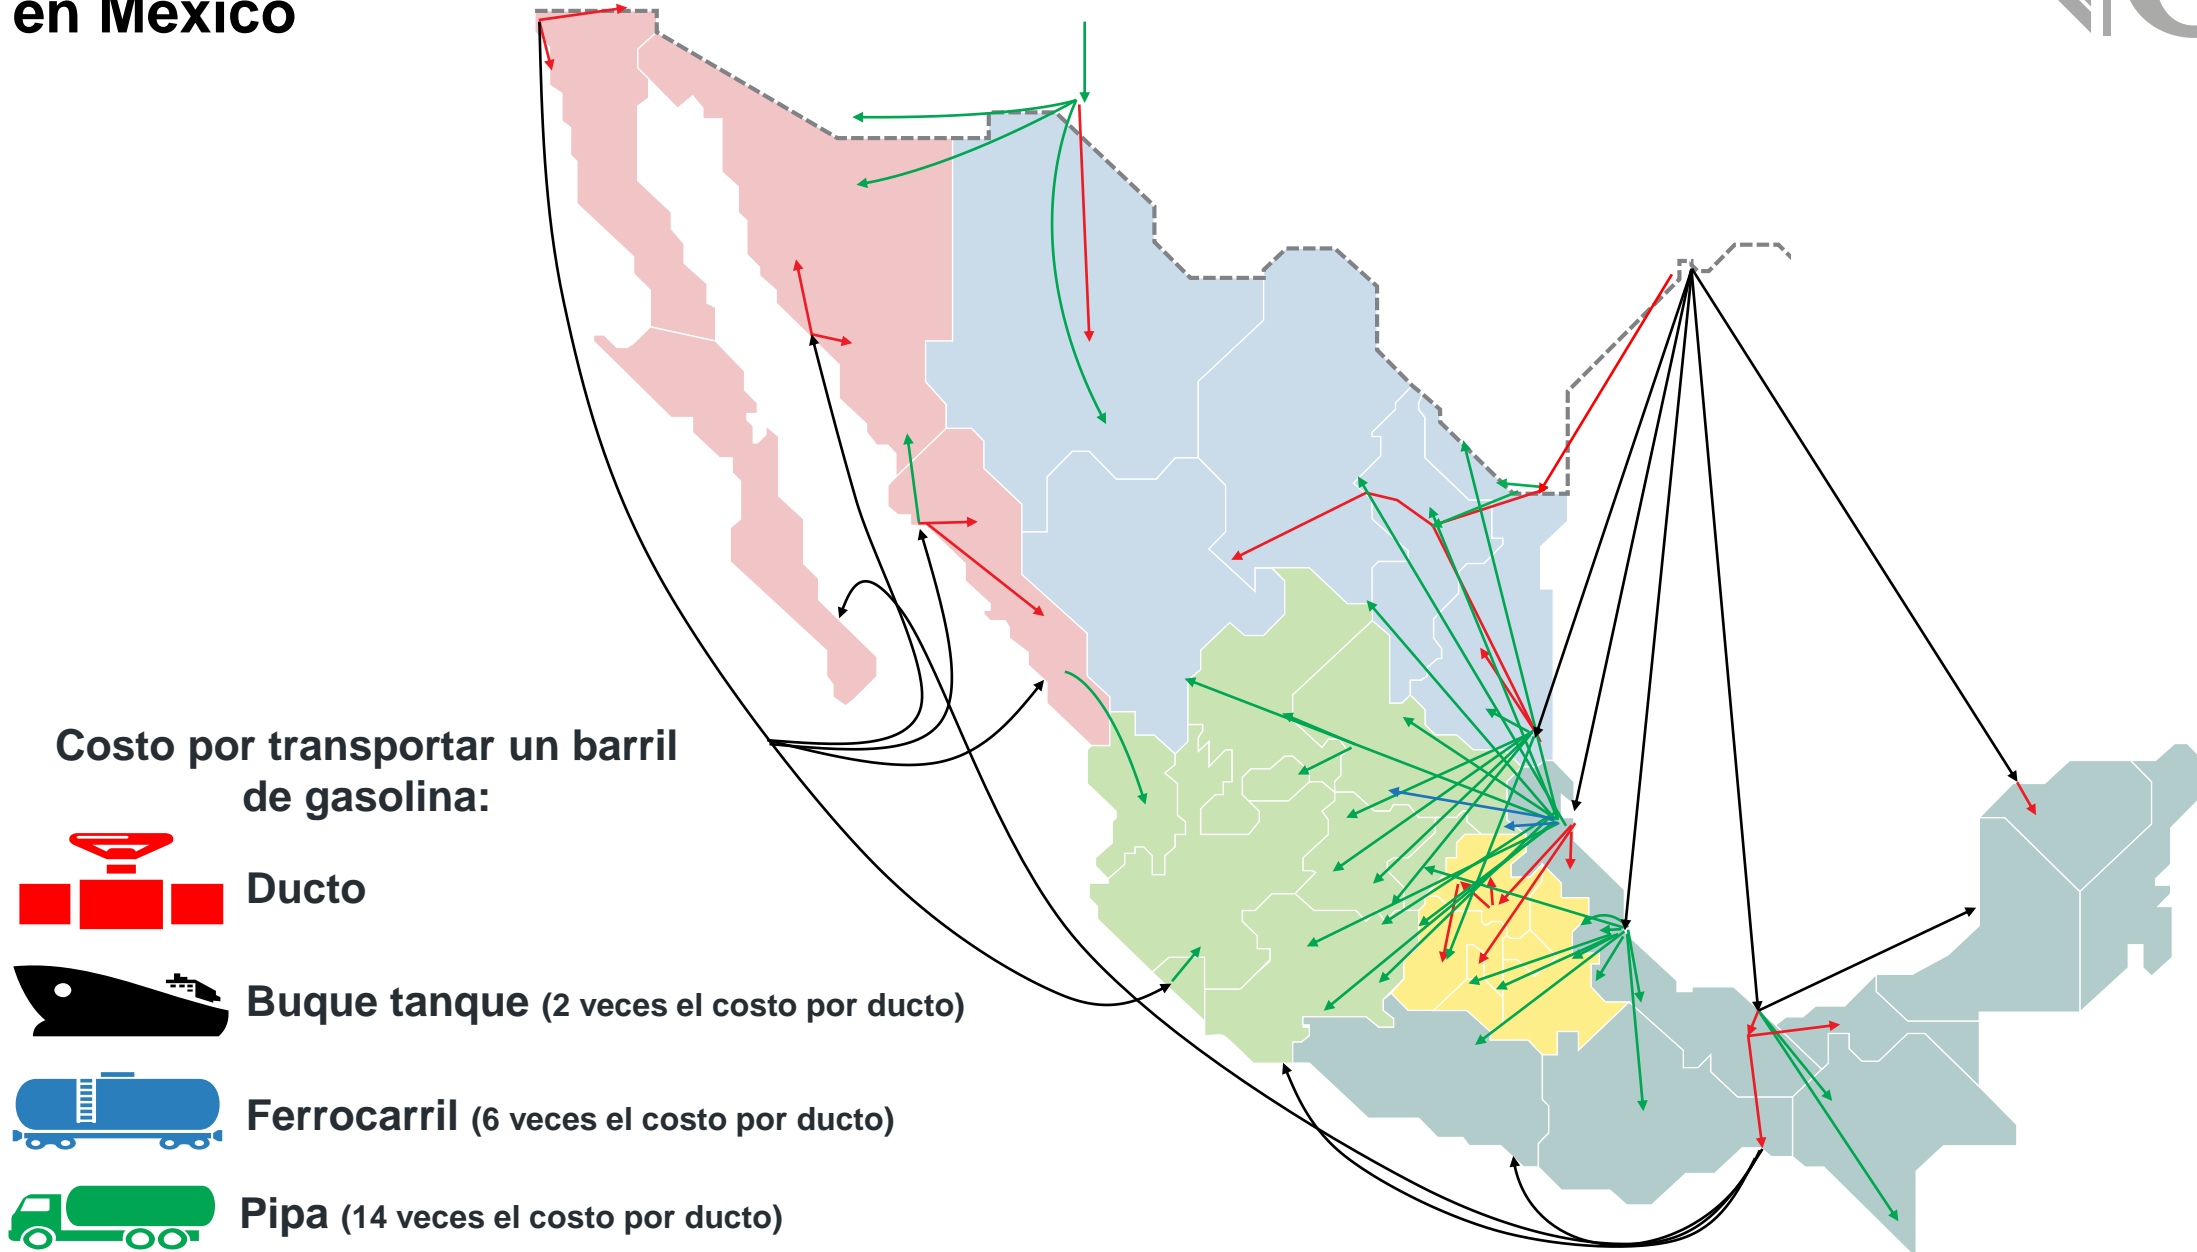 en México
Costo por transportar un barril
de gasolina:
Ducto
Buque tanque (2 veces el costo por ducto)
Ferrocarril (6 veces el costo por ducto)
Pipa (14 veces el costo por ducto)